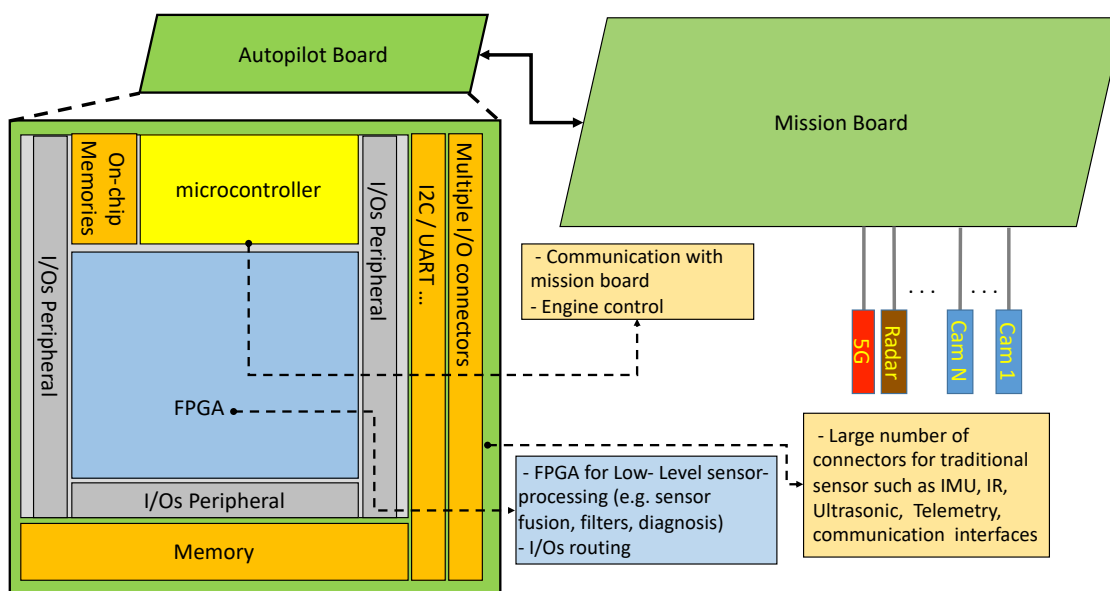 Autopilot Board
Mission Board
On-chip
Memories
microcontroller
I/Os Peripheral
I/Os Peripheral
I2C / UART ...
Multiple I/O connectors
FPGA
I/Os Peripheral
Memory
- Communication with
mission board
- Engine control
5G
Radar
. . .
Cam N
. . .
Cam 1
- FPGA for Low- Level sensor-
processing (e.g. sensor
fusion, filters, diagnosis)
- I/Os routing
- Large number of
connectors for traditional
sensor such as IMU, IR,
Ultrasonic, Telemetry,
communication interfaces